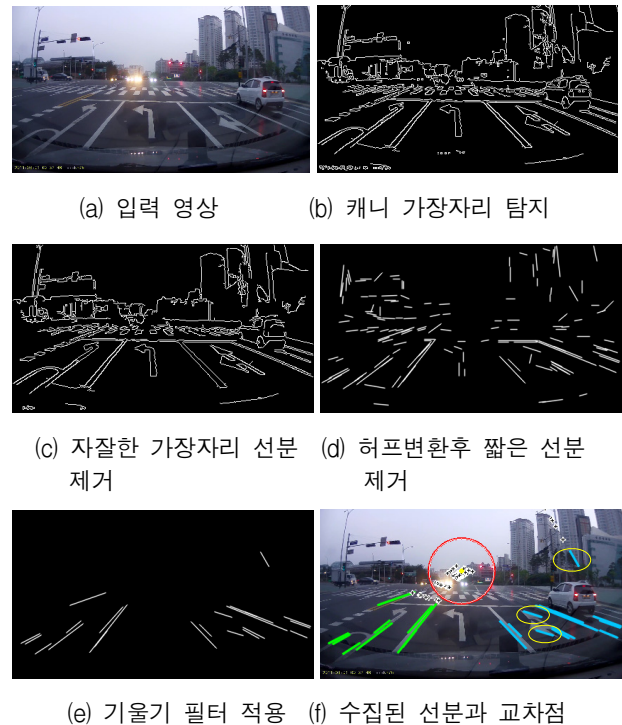 (a) 입력 영상
(b) 캐니 가장자리 탐지
(c) 자잘한 가장자리 선분
제거
(d) 허프변환후 짧은 선분
제거
(e) 기울기 필터 적용
(f) 수집된 선분과 교차점